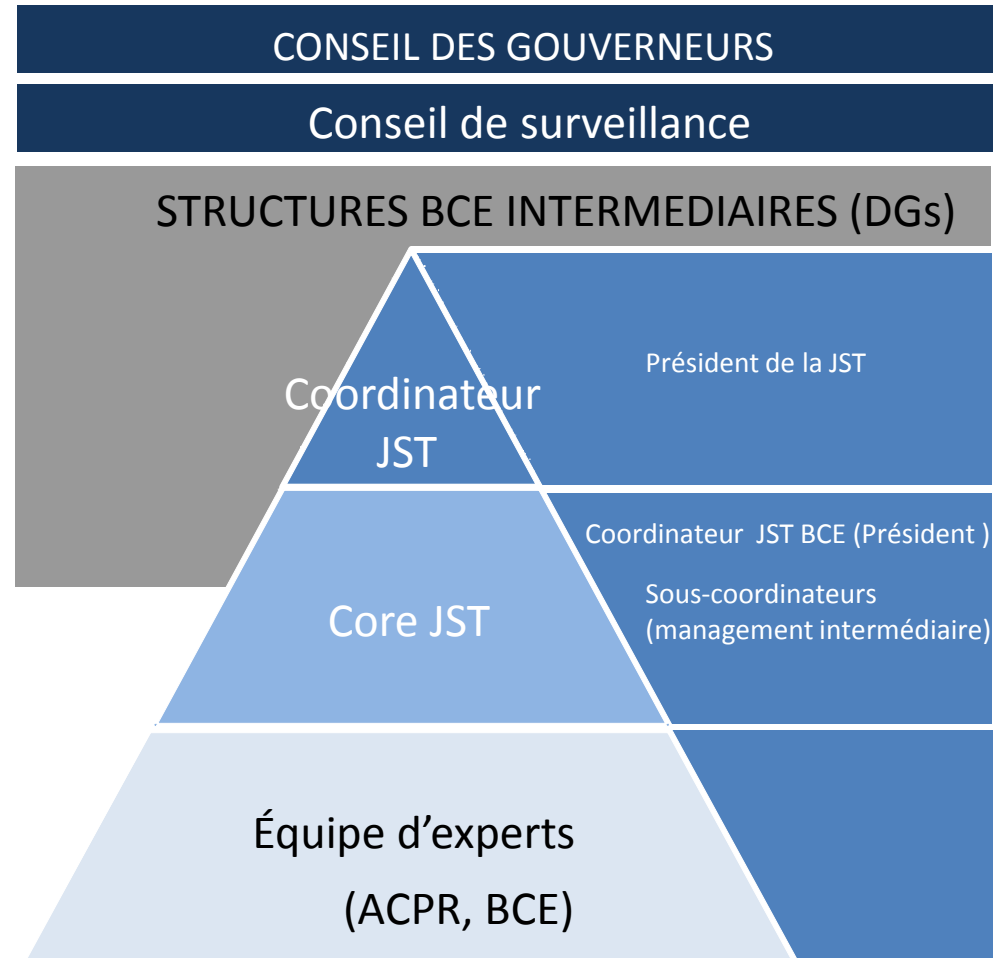 CONSEIL DES GOUVERNEURS
Conseil de surveillance
STRUCTURES BCE INTERMEDIAIRES (DGs)
Coordinateur
JST
Président de la JST
Core JST
Coordinateur JST BCE (Président )
Sous-coordinateurs
(management intermédiaire)
Équipe d’experts
(ACPR, BCE)